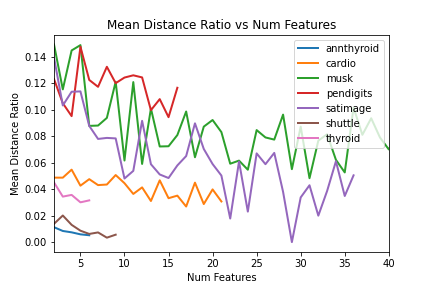 Mean Distance Ratio vs Num Features
Mean Distance Ratio
0.14
0.12
0.10
0.08
0.06
0.04
0.02
0.00
annthyroid
cardio
musk
pendigits
satimage
shuttle
thyroid
5 10 15 20 25 30 35 40
Num Features